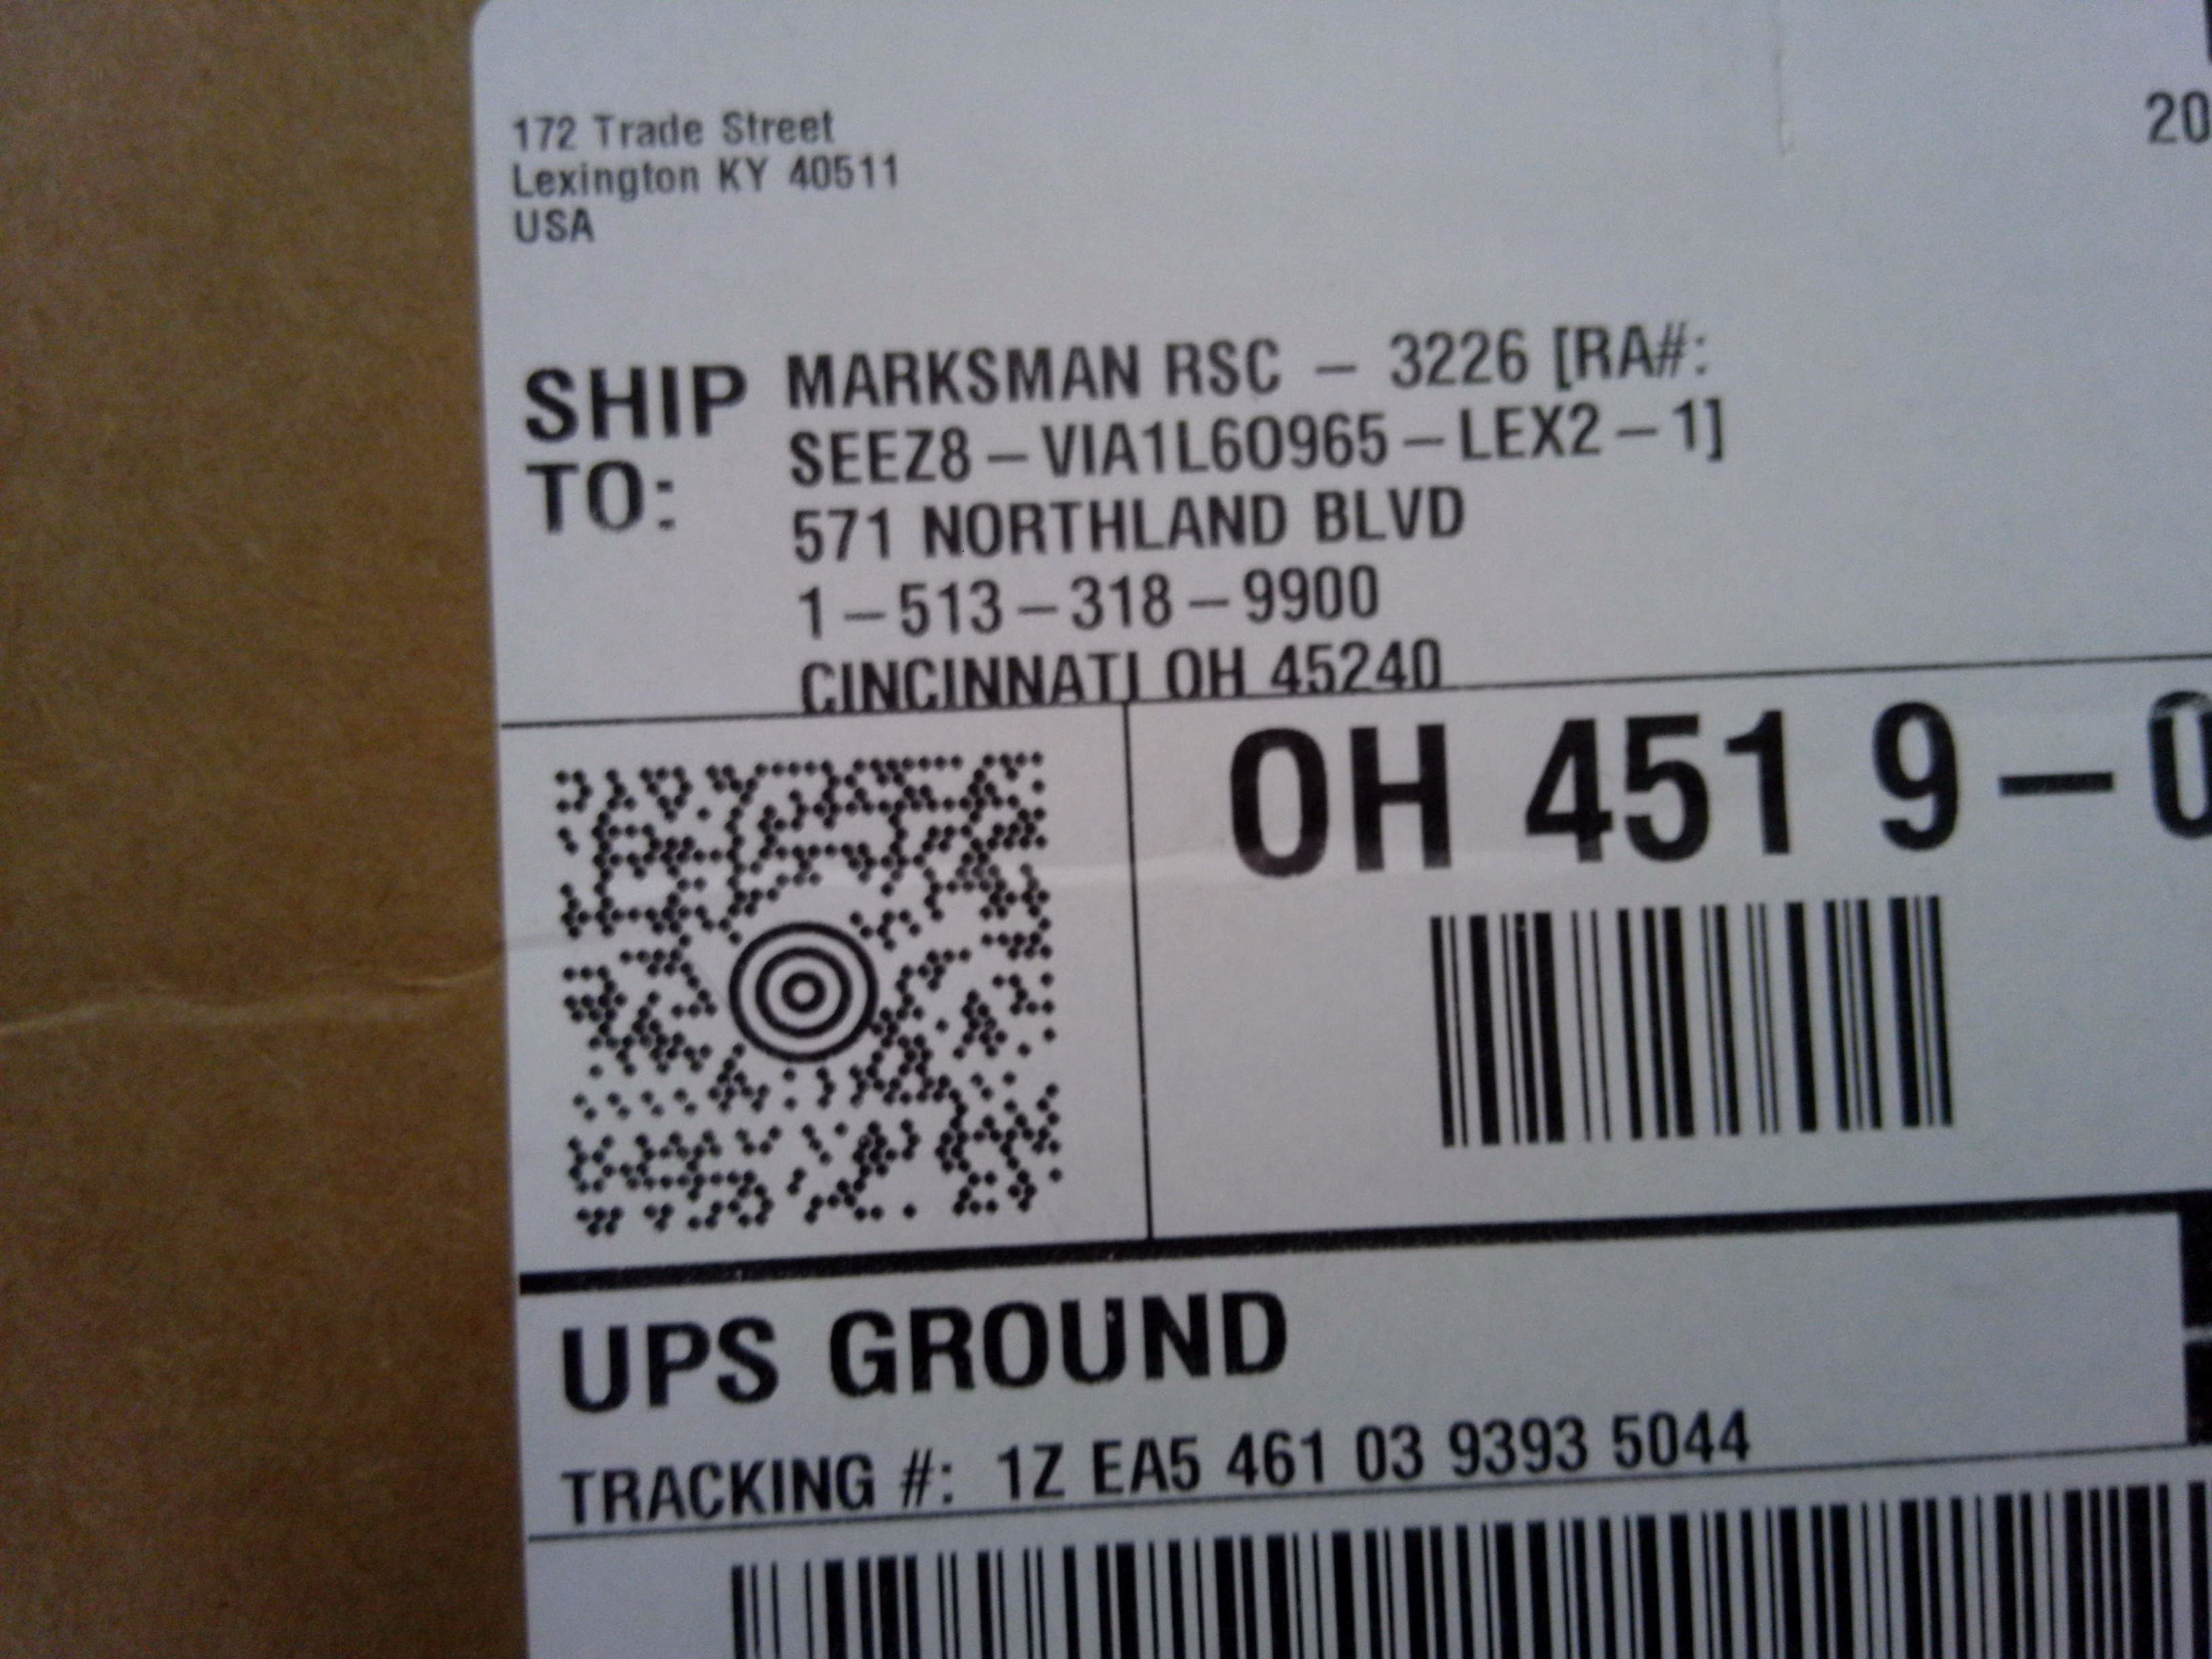 172 Trade Street
Lexington KY 40511
USA
20
SHIP TO:
MARKSMAN RSC – 3226 [RA#:
SEEZ8 – VIA1L6O965 – LEX2 – 1]
571 NORTHLAND BLVD
1 – 513 – 318 – 9900
CINCINNATI OH 45240
OH 451 9 – 0
UPS GROUND
TRACKING #: 1Z EA5 461 03 9393 5044